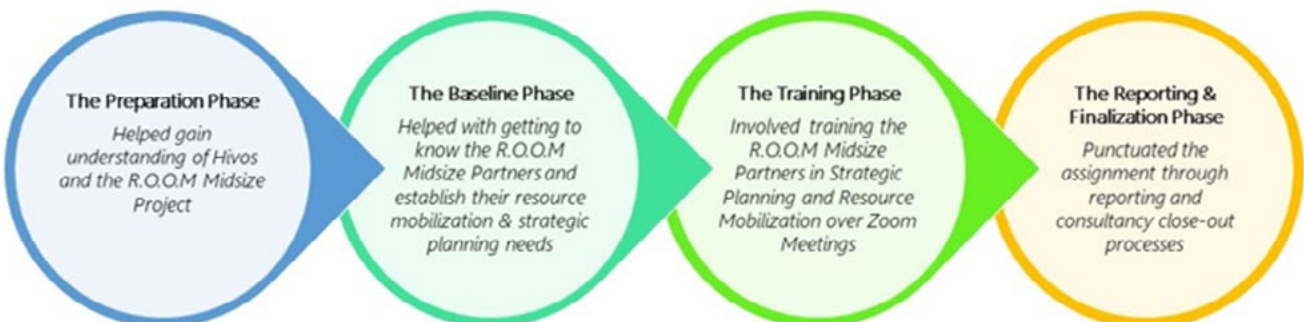 The Preparation Phase
Helped gain
understanding of Hivos
and the R.O.O.M Midsize
Project
The Baseline Phase
Helped with getting to
know the R.O.O.M
Midsize Partners and
establish their resource
mobilization & strategic
planning needs
The Training Phase
Involved training the
R.O.O.M Midsize
Partners in Strategic
Planning and Resource
Mobilization over Zoom
Meetings
The Reporting &
Finalization Phase
Punctuated the
assignment through
reporting and
consultancy close-out
processes